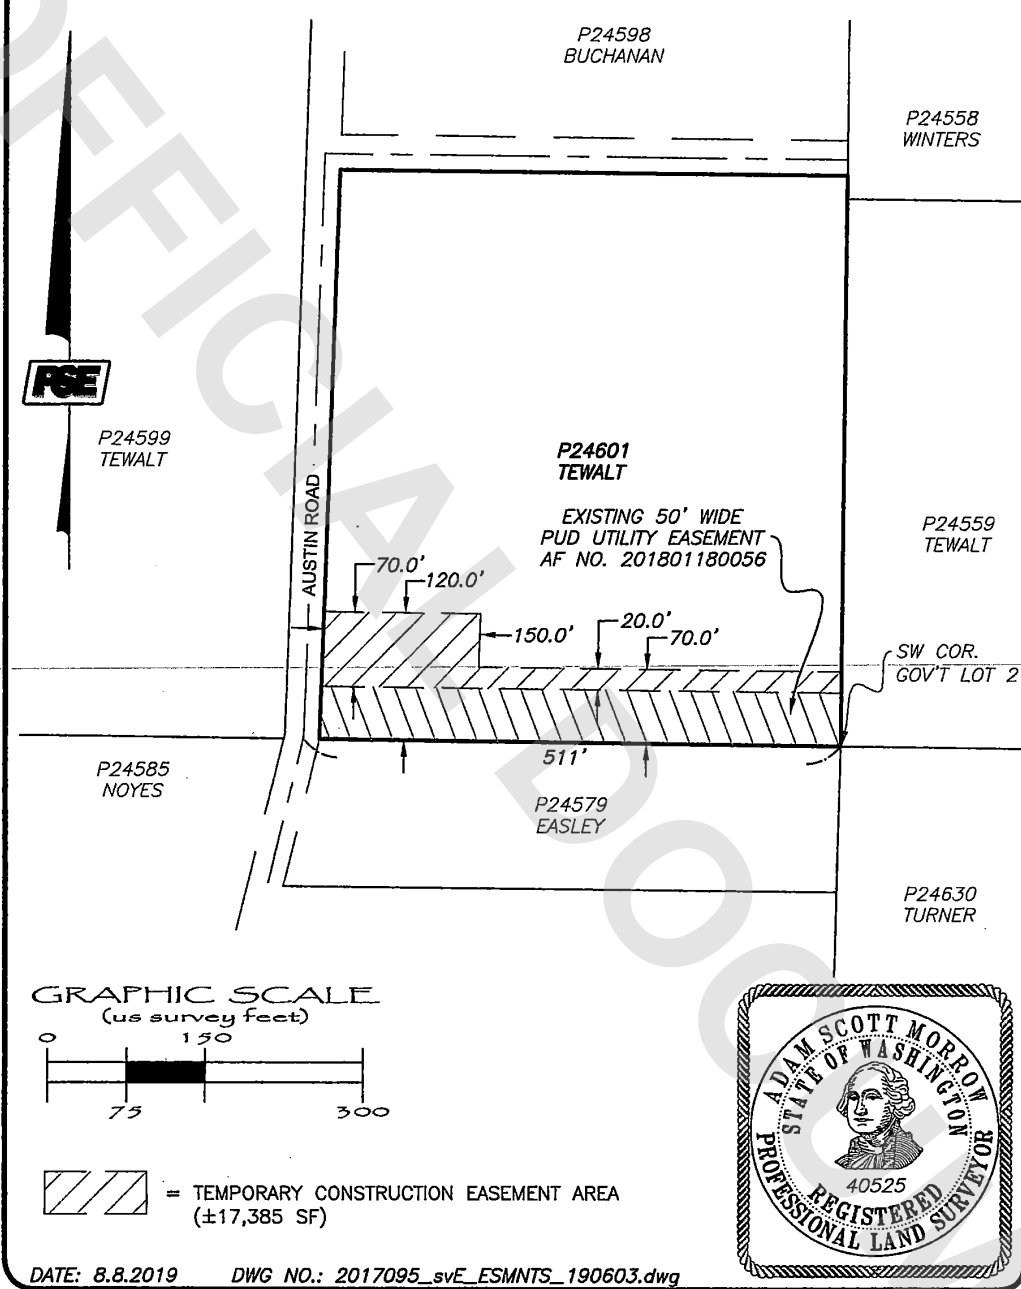 P24598
BUCHANAN
P24558
WINTERS
PSE
P24599
TEWALT
AUSTIN ROAD
P24601
TEWALT
EXISTING 50' WIDE
PUD UTILITY EASEMENT
AF NO. 201801180056
P24559
TEWALT
70.0'
120.0'
150.0'
20.0'
70.0'
SW COR.
GOV'T LOT 2
511'
P24585
NOYES
P24579
EASLEY
P24630
TURNER
GRAPHIC SCALE
(us survey feet)
0 150
75 300
= TEMPORARY CONSTRUCTION EASEMENT AREA
(±17,385 SF)
ADAM SCOTT MORROW
STATE OF WASHINGTON
40525
REGISTERED
PROFESSIONAL LAND SURVEYOR
DATE: 8.8.2019 DWG NO.: 2017095_svE_ESMNTS_190603.dwg
OFFICIAL DOCU